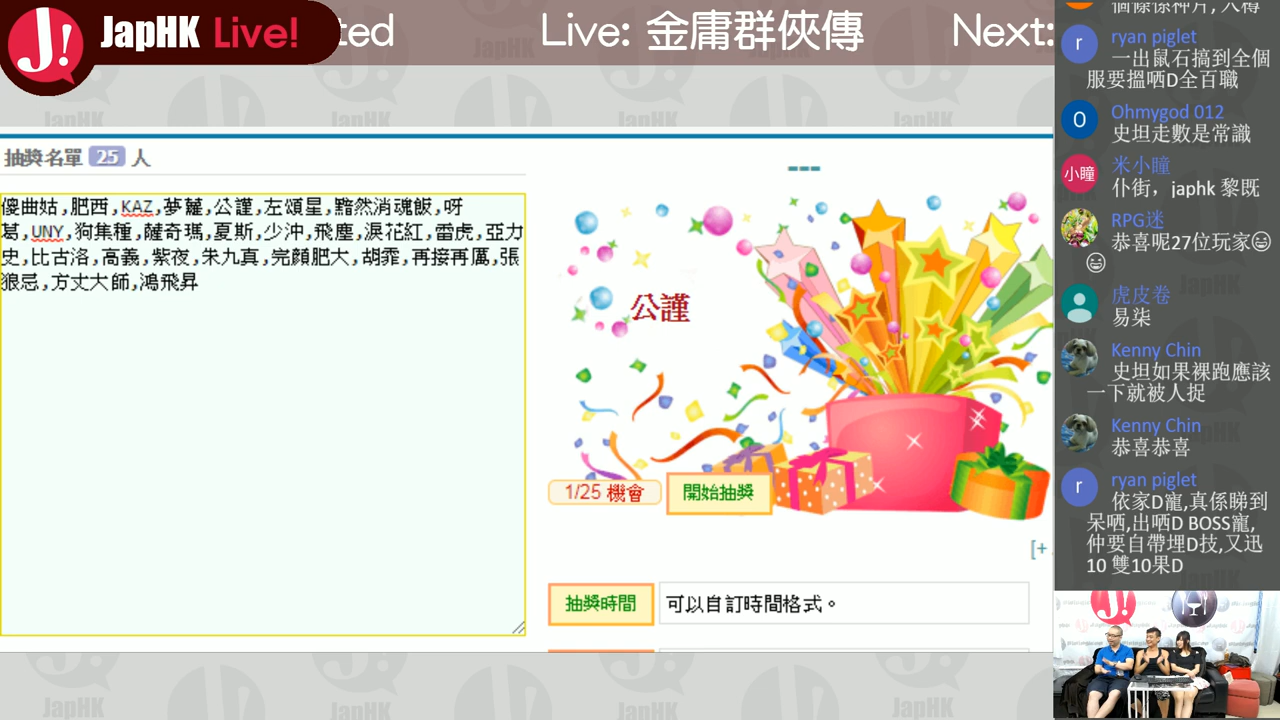 J! JapHK Live!
ted
Live: 金庸群俠傳
Next:
抽獎名單 25 人
傻曲姑,肥西,KAZ,夢蘿,公謹,左頌星,黯然消魂飯,呀
葛,UNY,狗集種,薩奇瑪,夏斯,少沖,飛塵,淚花紅,雷虎,亞力
史,比古洛,高義,紫夜,朱九真,完顏肥大,胡霏,再接再厲,張
狼忌,方丈大師,鴻飛昇
---
公謹
1/25 機會
開始抽獎
[+
抽獎時間
可以自訂時間格式。
ryan piglet
一出鼠石搞到全個
服要搵哂D全百職
Ohmygod 012
史坦走數是常識
米小瞳
仆街，japhk 黎既
RPG迷
恭喜呢27位玩家😄
😄
虎皮卷
易柒
Kenny Chin
史坦如果裸跑應該
一下就被人捉
Kenny Chin
恭喜恭喜
ryan piglet
依家D寵,真係睇到
呆哂,出哂D BOSS寵,
仲要自帶埋D技,又迅
10 雙10果D